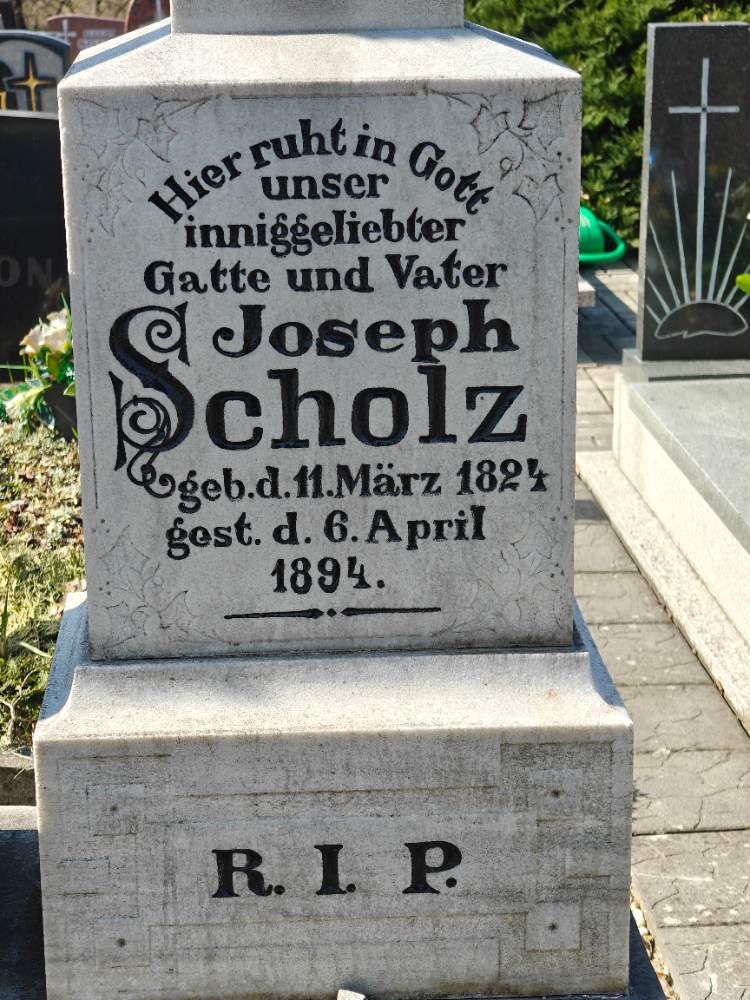 Hier ruht in Gott
unser
inniggeliebter
Gatte und Vater
Joseph
Scholz
geb. d. 11. März 1824
gest. d. 6. April
1894.
R. I. P.